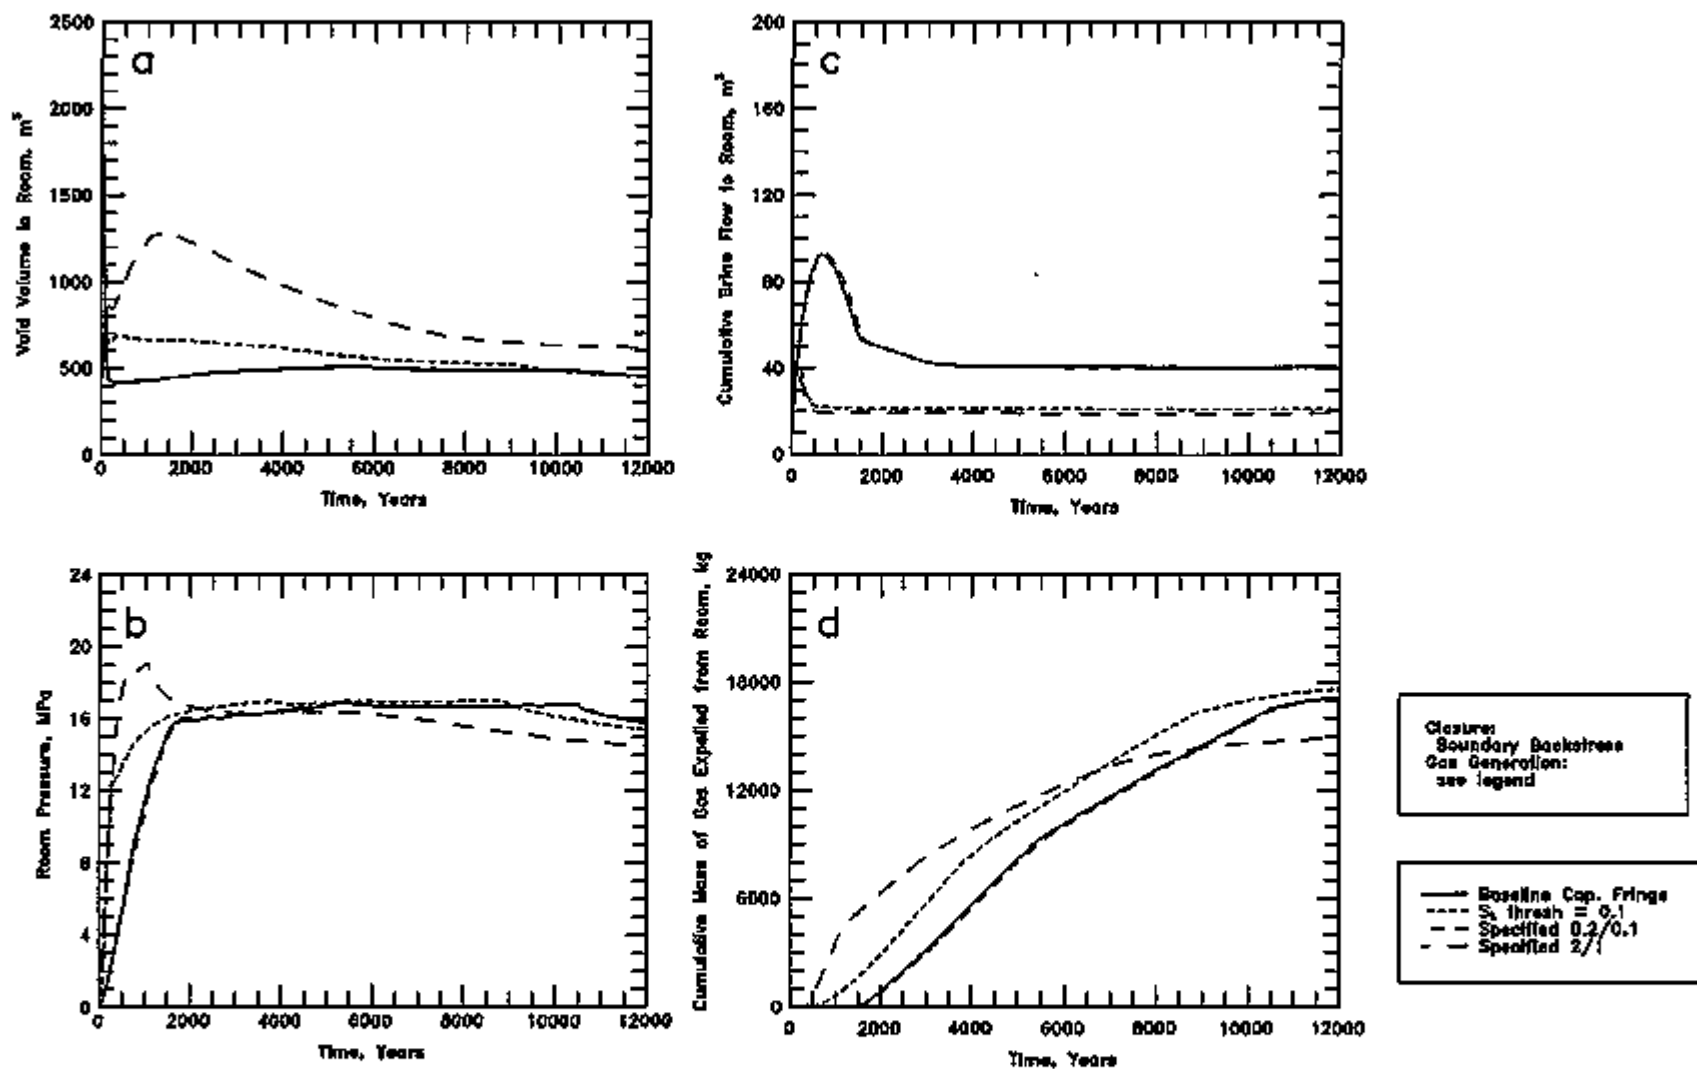 a
2500
2000
1500
1000
500
0
Void Volume in Room, m³
0 2000 4000 6000 8000 10000 12000
Time, Years
c
200
160
120
80
40
0
Cumulative Brine Flow to Room, m³
0 2000 4000 6000 8000 10000 12000
Time, Years
b
24
20
16
12
8
4
0
Room Pressure, MPa
0 2000 4000 6000 8000 10000 12000
Time, Years
d
24000
18000
12000
6000
0
Cumulative Mass of Gas Expelled from Room, kg
0 2000 4000 6000 8000 10000 12000
Time, Years
Closure:
Boundary Backstress
Gas Generation:
see legend
Baseline Cap. Fringe
thresh = 0.1
Specified 0.2/0.1
Specified 2/1